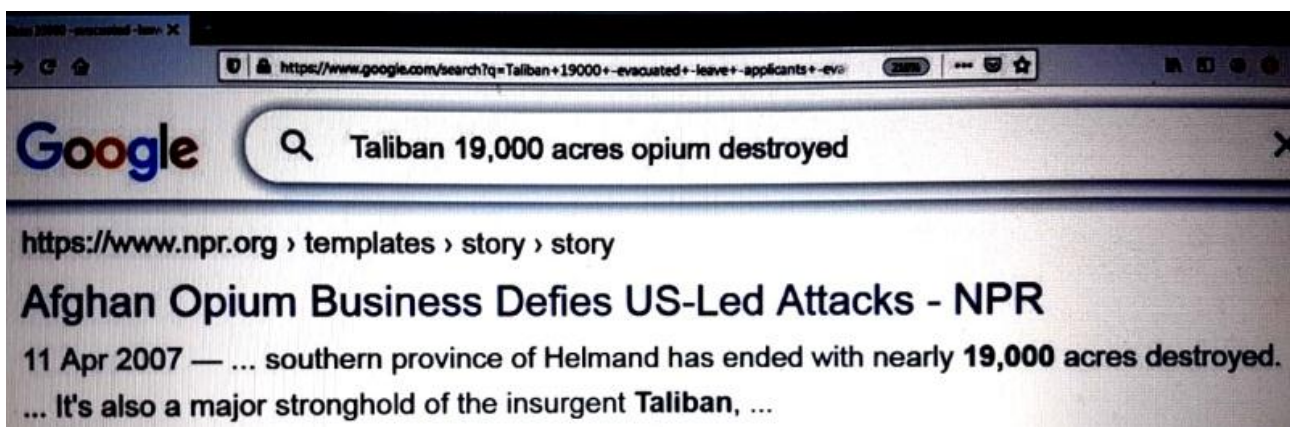 https://www.google.com/search?q=Taliban+19000+-evacuated+-leave+-applicants+-eva
Google Taliban 19,000 acres opium destroyed
https://www.npr.org › templates › story › story
Afghan Opium Business Defies US-Led Attacks - NPR
11 Apr 2007 — ... southern province of Helmand has ended with nearly 19,000 acres destroyed.
... It's also a major stronghold of the insurgent Taliban, ...